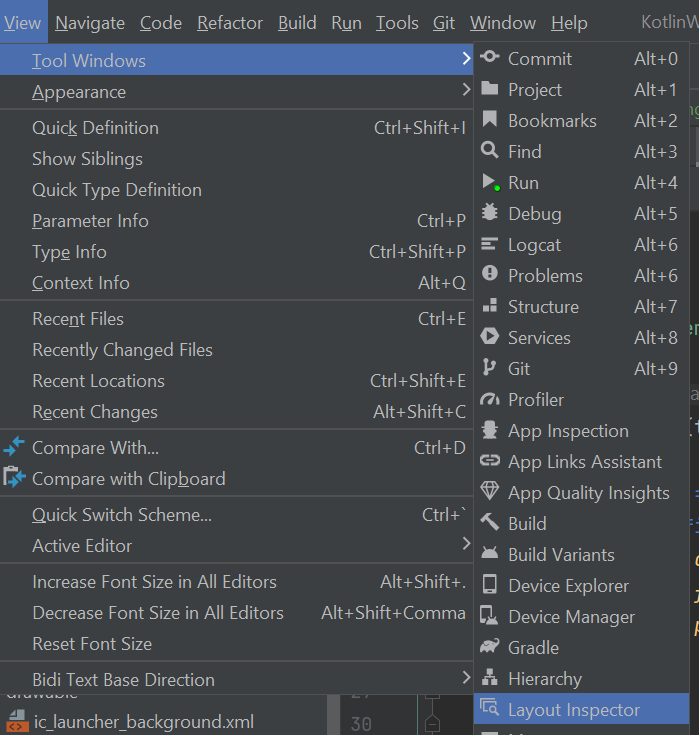 View Navigate Code Refactor Build Run Tools Git Window Help KotlinW
Tool Windows
Appearance
Quick Definition Ctrl+Shift+I
Show Siblings
Quick Type Definition
Parameter Info Ctrl+P
Type Info Ctrl+Shift+P
Context Info Alt+Q
Recent Files Ctrl+E
Recently Changed Files
Recent Locations Ctrl+Shift+E
Recent Changes Alt+Shift+C
Compare With... Ctrl+D
Compare with Clipboard
Quick Switch Scheme... Ctrl+`
Active Editor
Increase Font Size in All Editors Alt+Shift+.
Decrease Font Size in All Editors Alt+Shift+Comma
Reset Font Size
Bidi Text Base Direction
drawable
ic_launcher_background.xml
30
Commit Alt+0
Project Alt+1
Bookmarks Alt+2
Find Alt+3
Run Alt+4
Debug Alt+5
Logcat Alt+6
Problems Alt+6
Structure Alt+7
Services Alt+8
Git Alt+9
Profiler
App Inspection
App Links Assistant
App Quality Insights
Build
Build Variants
Device Explorer
Device Manager
Gradle
Hierarchy
Layout Inspector